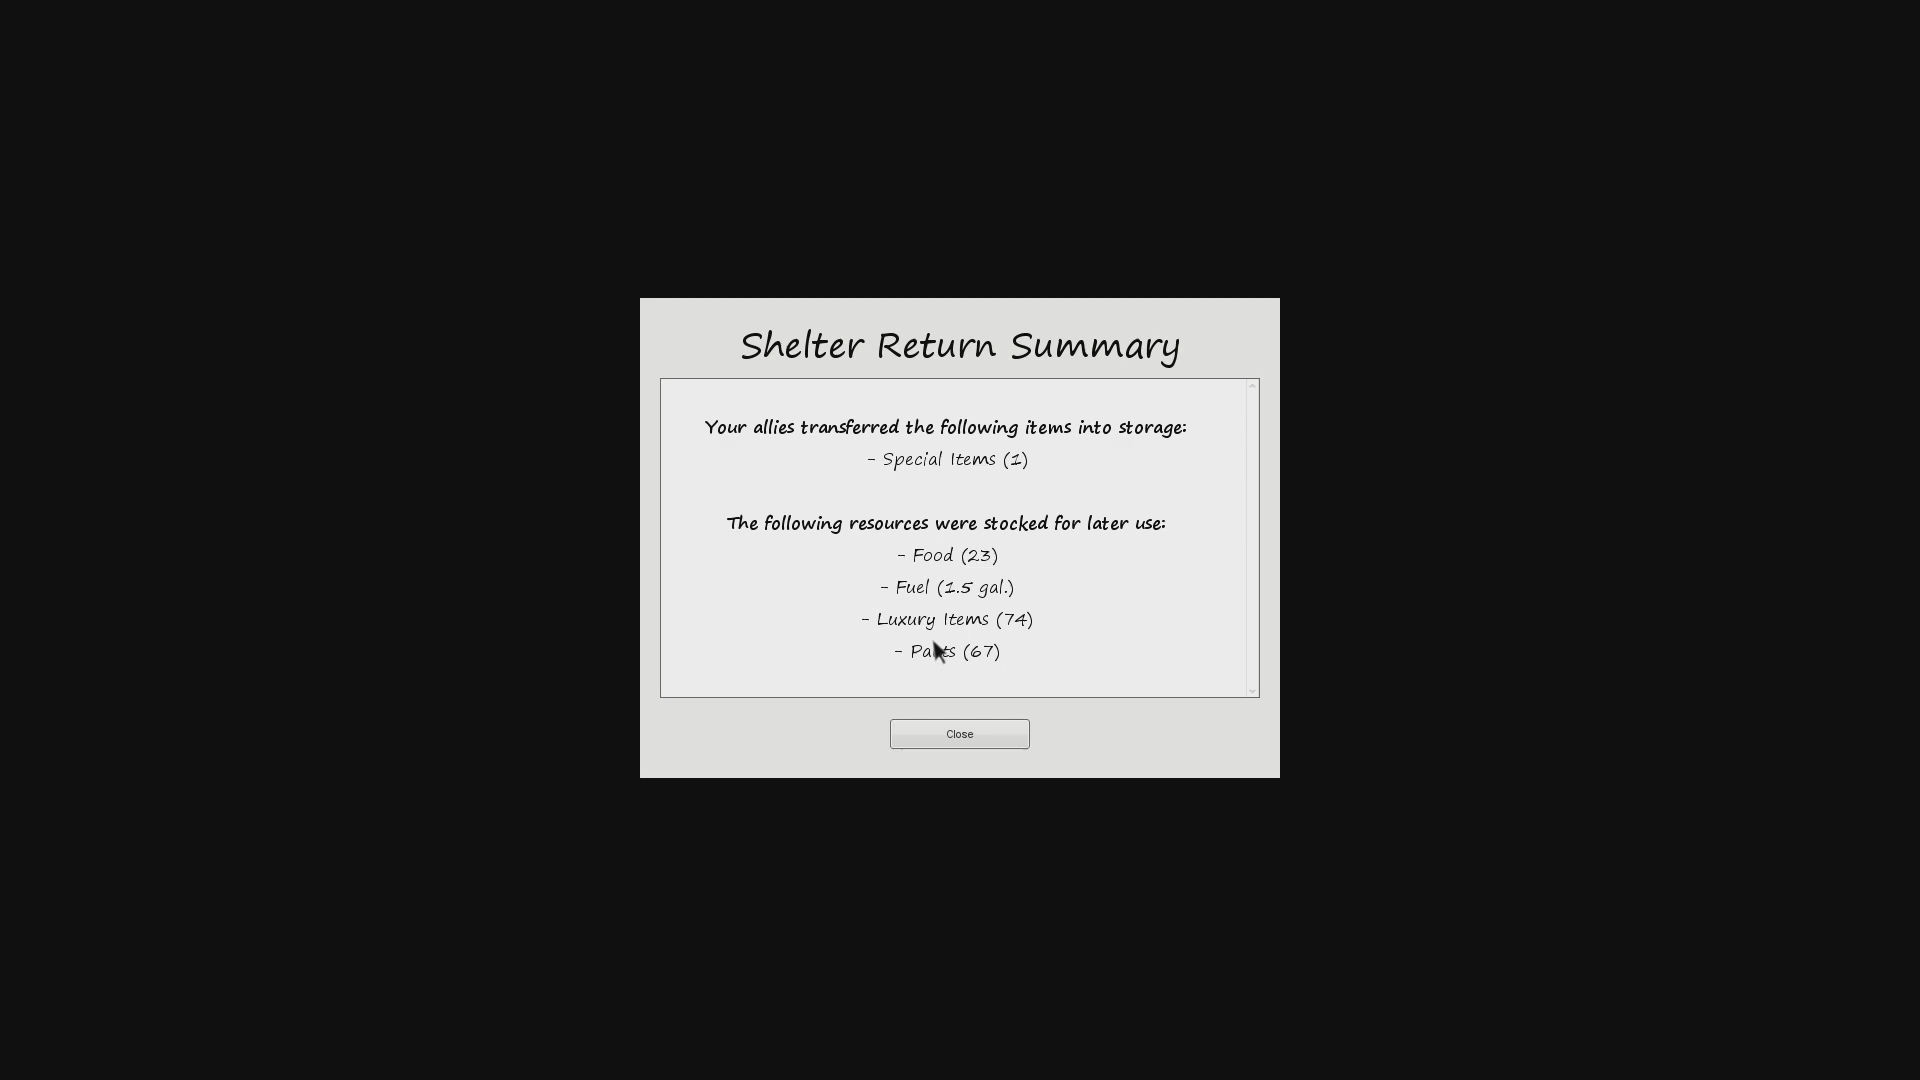 Shelter Return Summary
Your allies transferred the following items into storage:
- Special Items (1)
The following resources were stocked for later use:
- Food (23)
- Fuel (1.5 gal.)
- Luxury Items (74)
- Parts (67)
Close